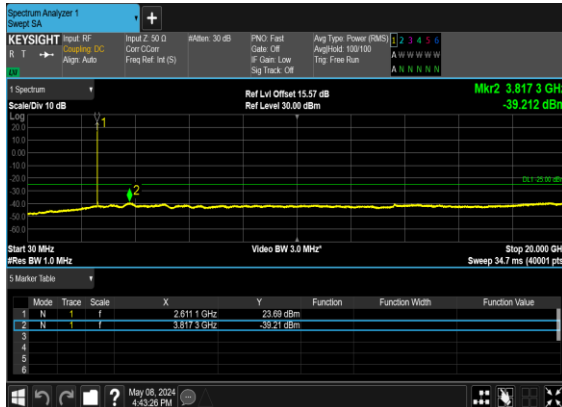 Spectrum Analyzer 1
Swept SA
+
KEYSIGHT Input: RF Input Z: 50 Ω #Atten: 30 dB PNO: Fast Avg Type: Power (RMS) 1 2 3 4 5 6
R T Coupling: DC Corr CCorr Gate: Off Avg|Hold: 100/100 A W W W W W
Align: Auto Freq Ref: Int (S) IF Gain: Low Trig: Free Run
Sig Track: Off A N N N N N
LXI
1 Spectrum Ref Lvl Offset 15.57 dB Mkr2 3.817 3 GHz
Scale/Div 10 dB Ref Level 30.00 dBm -39.212 dBm
Log
20.0
10.0
0.00
-10.0
-20.0
-30.0
-40.0
-50.0
-60.0
1
2
DL1 -25.00 dBm
Start 30 MHz Video BW 3.0 MHz* Stop 20.000 GHz
#Res BW 1.0 MHz Sweep 34.7 ms (40001 pts)
5 Marker Table
Mode Trace Scale X Y Function Function Width Function Value
1 N 1 f 2.611 1 GHz 23.69 dBm
2 N 1 f 3.817 3 GHz -39.21 dBm
3
4
5
6
? May 08, 2024
4:43:26 PM